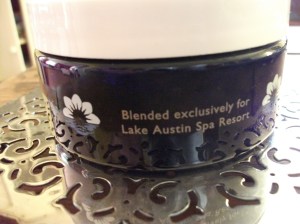 Blended exclusively for
Lake Austin Spa Resort